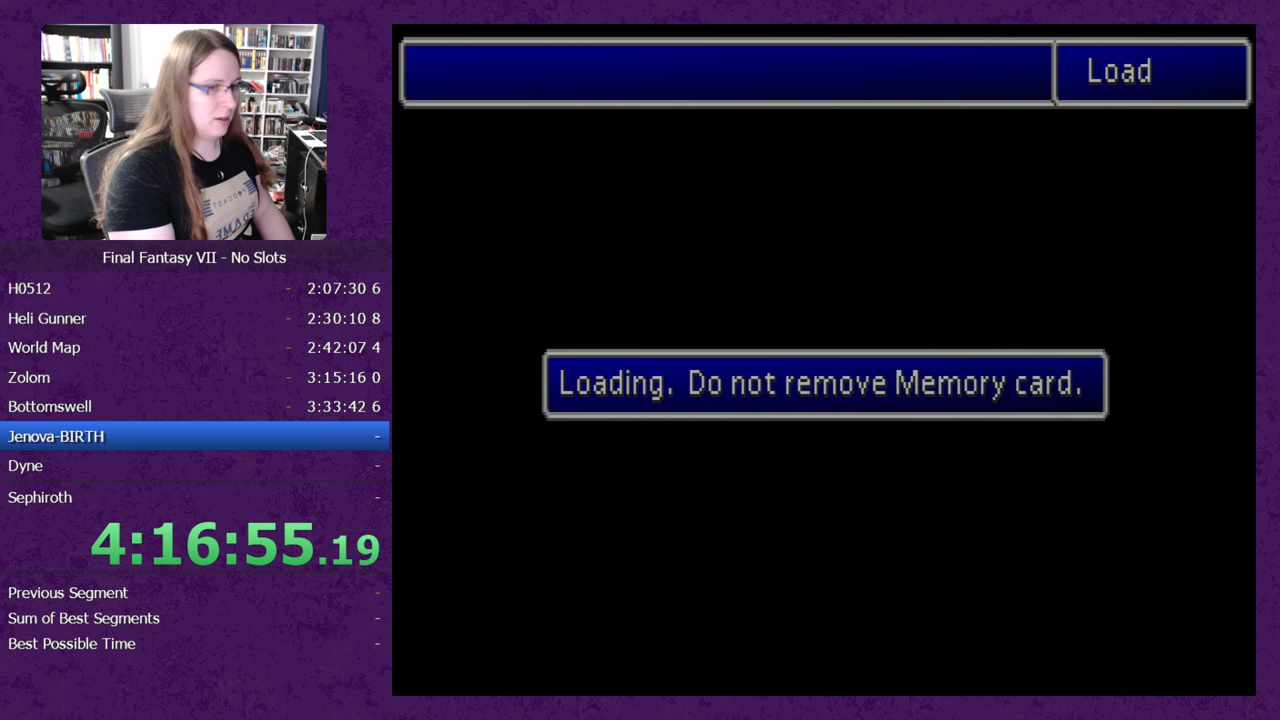 Load
Loading. Do not remove Memory card.
Final Fantasy VII - No Slots
H0512 - 2:07:30 6
Heli Gunner - 2:30:10 8
World Map - 2:42:07 4
Zolom - 3:15:16 0
Bottomswell - 3:33:42 6
Jenova-BIRTH -
Dyne -
Sephiroth -
4:16:55.19
Previous Segment -
Sum of Best Segments -
Best Possible Time -